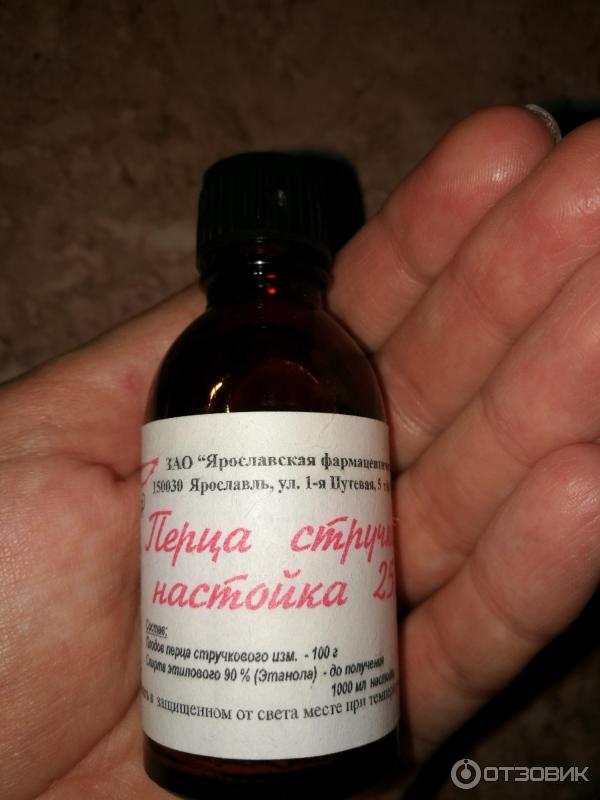 ЗАО “Ярославская фармацевтич
150030 Ярославль, ул. 1-я Путевая, 5
Перца стручк
настойка 25
Состав:
Плодов перца стручкового изм. - 100 г
Спирта этилового 90 % (Этанола) - до получения
1000 мл настойки
в защищенном от света месте при темпер
ОТЗОВИК